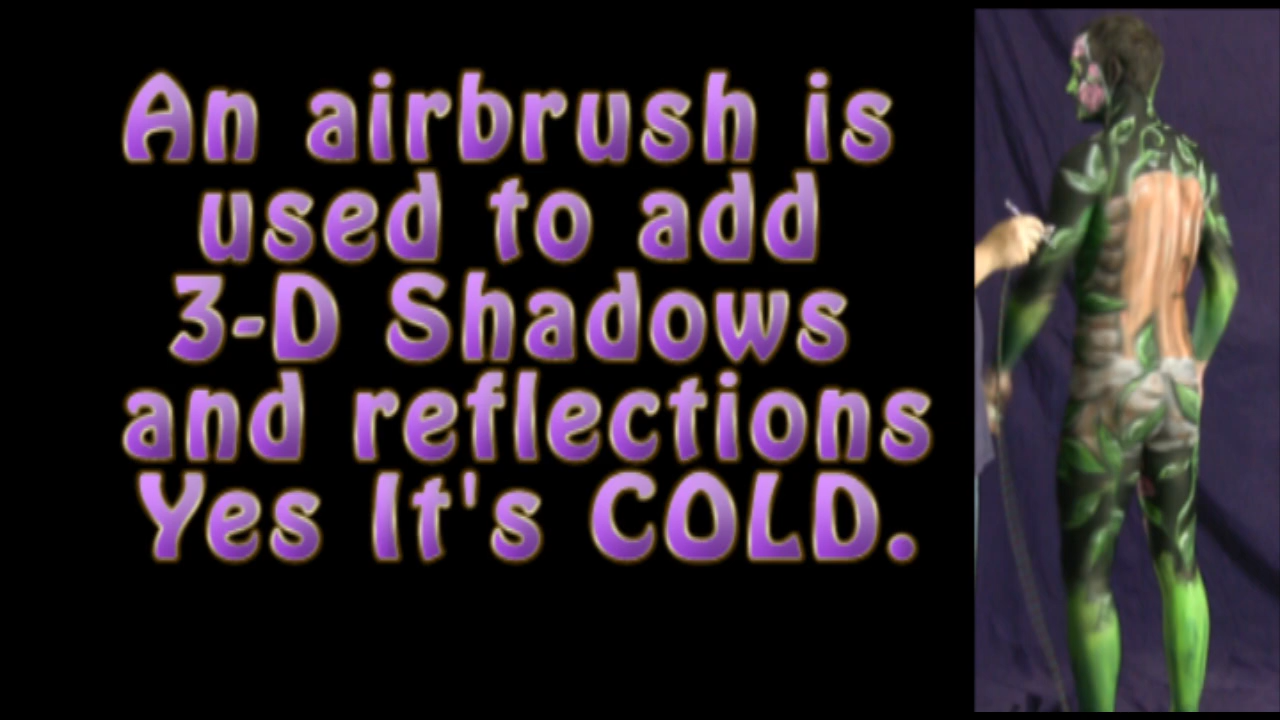 An airbrush is
used to add
3-D Shadows
and reflections
Yes It's COLD.